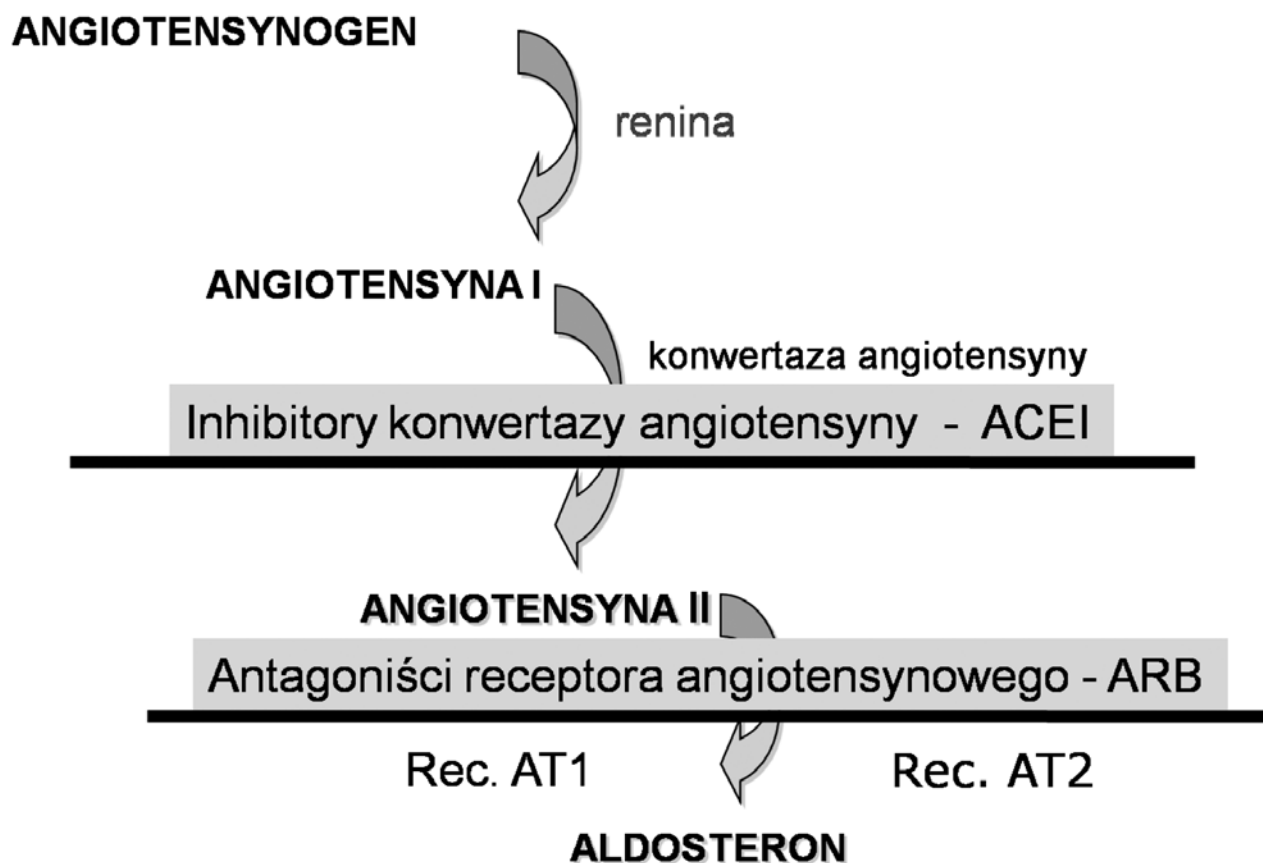 ANGIOTENSYNOGEN
renina
ANGIOTENSYNA I
konwertaza angiotensyny
Inhibitory konwertazy angiotensyny - ACEI
ANGIOTENSYNA II
Antagoniści receptora angiotensynowego - ARB
Rec. AT1 Rec. AT2
ALDOSTERON